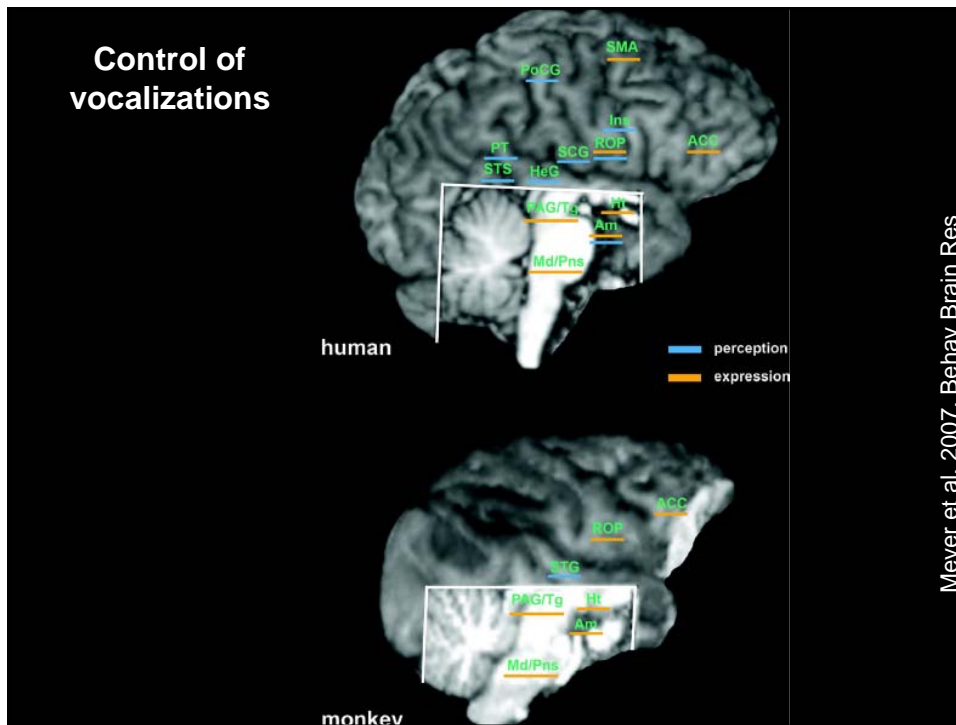 Control of
vocalizations
SMA
PoCG
Ins
PT
SCG
ROP
ACC
STS
HeG
PAG/Tg
Ht
Am
Md/Pns
human
perception
expression
ACC
ROP
STG
PAG/Tg
Ht
Am
Md/Pns
monkey
Meyer et al. 2007, Behav Brain Res